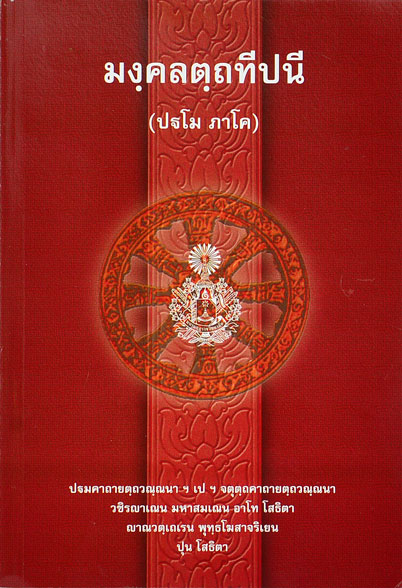 มงฺคลตฺถทีปนี
(ปฐโม ภาโค)
ปฐมคาถายตฺถวณฺณนา ฯ เป ฯ จตุตฺถคาถายตฺถวณฺณนา
วชิรญาเณน มหาสมเณน อาโท โสธิตา
ญาณวตฺเถเรน พุทฺธโฆสาจริเยน
ปุน โสธิตา